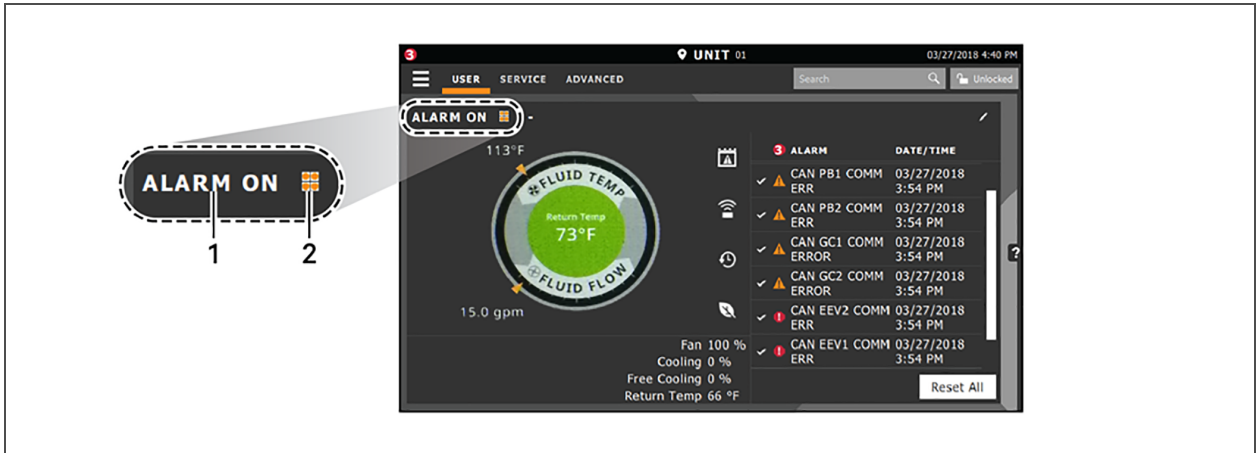 3 UNIT 01 03/27/2018 4:40 PM
USER SERVICE ADVANCED Search Unlocked
ALARM ON -
113°F
FLUID TEMP
Return Temp
73°F
FLUID FLOW
15.0 gpm
Fan 100 %
Cooling 0 %
Free Cooling 0 %
Return Temp 66 °F
3 ALARM DATE/TIME
CAN PB1 COMM 03/27/2018
ERR 3:54 PM
CAN PB2 COMM 03/27/2018
ERR 3:54 PM
CAN GC1 COMM 03/27/2018
ERROR 3:54 PM
CAN GC2 COMM 03/27/2018
ERROR 3:54 PM
CAN EEV2 COMM 03/27/2018
ERR 3:54 PM
CAN EEV1 COMM 03/27/2018
ERR 3:54 PM
Reset All
?
ALARM ON
1 2